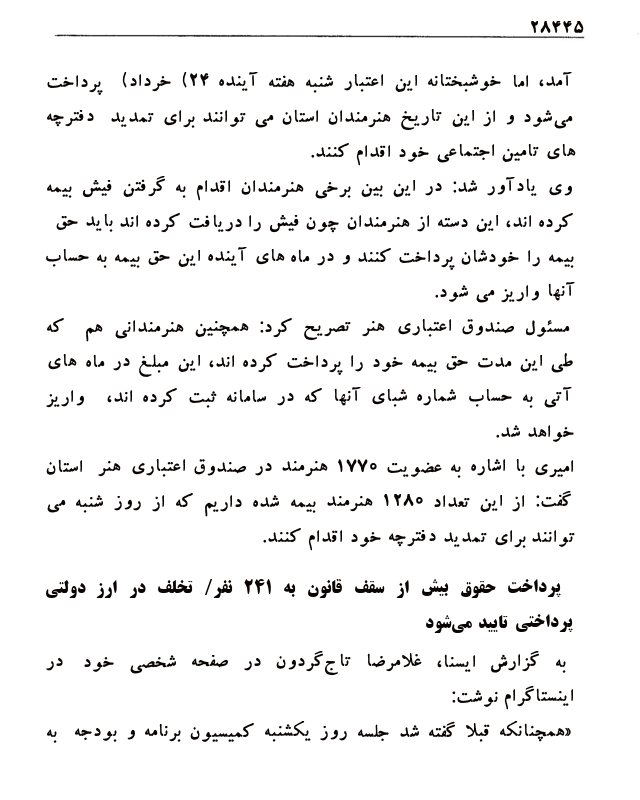 ۲۸۴۴۵
آمد، اما خوشبختانه این اعتبار شنبه هفته آینده ۲۴) خرداد) پرداخت
می‌شود و از این تاریخ هنرمندان استان می توانند برای تمدید دفترچه
های تامین اجتماعی خود اقدام کنند.
وی یادآور شد: در این بین برخی هنرمندان اقدام به گرفتن فیش بیمه
کرده اند، این دسته از هنرمندان چون فیش را دریافت کرده اند باید حق
بیمه را خودشان پرداخت کنند و در ماه های آینده این حق بیمه به حساب
آنها واریز می شود.
مسئول صندوق اعتباری هنر تصریح کرد: همچنین هنرمندانی هم که
طی این مدت حق بیمه خود را پرداخت کرده اند، این مبلغ در ماه های
آتی به حساب شماره شبای آنها که در سامانه ثبت کرده اند، واریز
خواهد شد.
امیری با اشاره به عضویت ۱۷۷۰ هنرمند در صندوق اعتباری هنر استان
گفت: از این تعداد ۱۲۸۰ هنرمند بیمه شده داریم که از روز شنبه می
توانند برای تمدید دفترچه خود اقدام کنند.
پرداخت حقوق بیش از سقف قانون به ۲۴۱ نفر/ تخلف در ارز دولتی
پرداختی تایید می‌شود
به گزارش ایسنا، غلامرضا تاج‌گردون در صفحه شخصی خود در
اینستاگرام نوشت:
«همچنانکه قبلا گفته شد جلسه روز یکشنبه کمیسیون برنامه و بودجه به